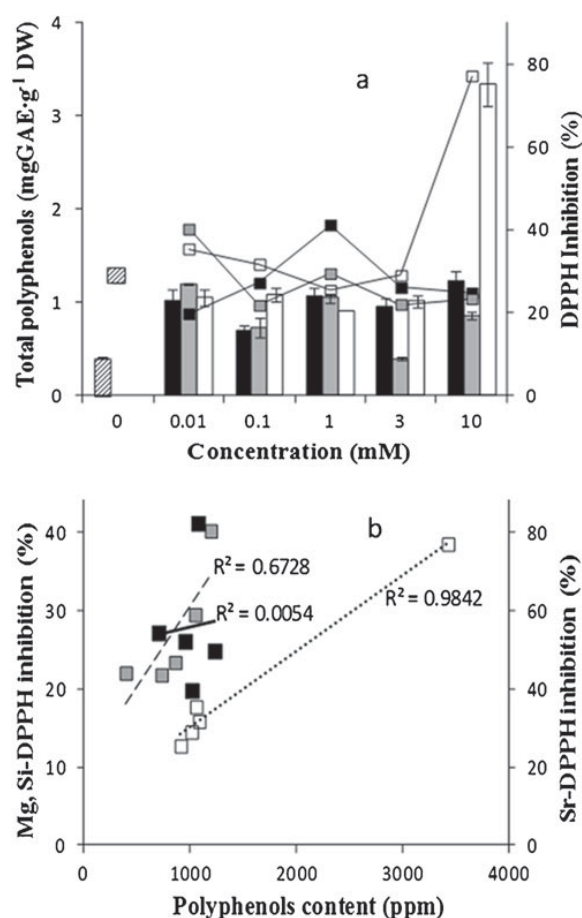 a
Total polyphenols (mgGAE·g⁻¹ DW)
4
3
2
1
0
DPPH Inhibition (%)
80
60
40
20
0
0 0.01 0.1 1 3 10
Concentration (mM)
b
Mg, Si-DPPH inhibition (%)
40
30
20
10
0
R² = 0.6728
R² = 0.0054
R² = 0.9842
Sr-DPPH inhibition (%)
80
60
40
20
0
0 1000 2000 3000 4000
Polyphenols content (ppm)